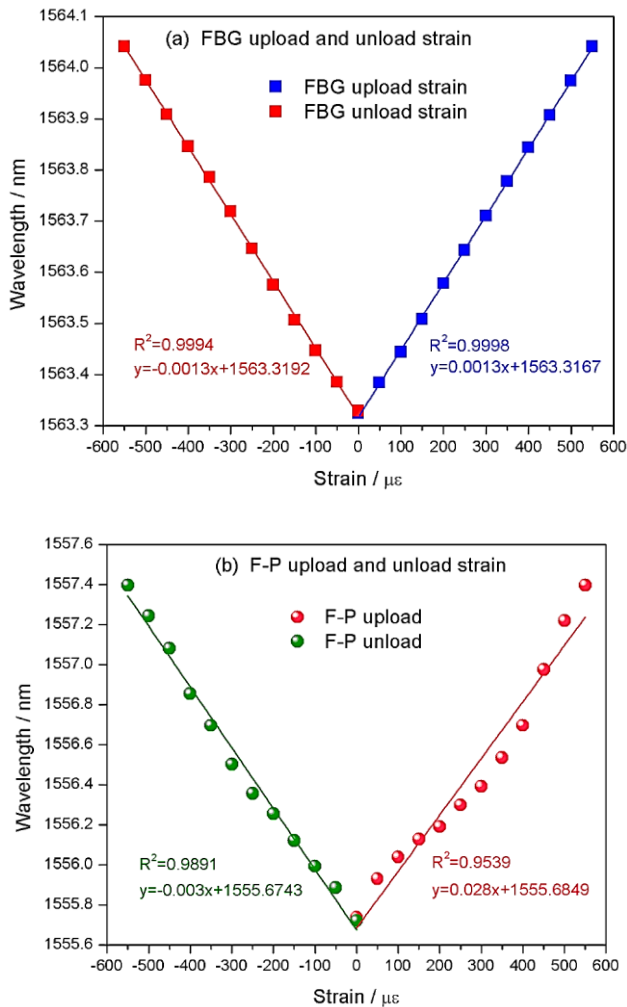 (a) FBG upload and unload strain
FBG upload strain
FBG unload strain
1564.1
1564.0
1563.9
1563.8
1563.7
1563.6
1563.5
1563.4
1563.3
Wavelength / nm
R²=0.9994
y=-0.0013x+1563.3192
R²=0.9998
y=0.0013x+1563.3167
-600 -500 -400 -300 -200 -100 0 100 200 300 400 500 600
Strain / με
(b) F-P upload and unload strain
F-P upload
F-P unload
1557.6
1557.4
1557.2
1557.0
1556.8
1556.6
1556.4
1556.2
1556.0
1555.8
1555.6
Wavelength / nm
R²=0.9891
y=-0.003x+1555.6743
R²=0.9539
y=0.028x+1555.6849
-600 -500 -400 -300 -200 -100 0 100 200 300 400 500 600
Strain / με